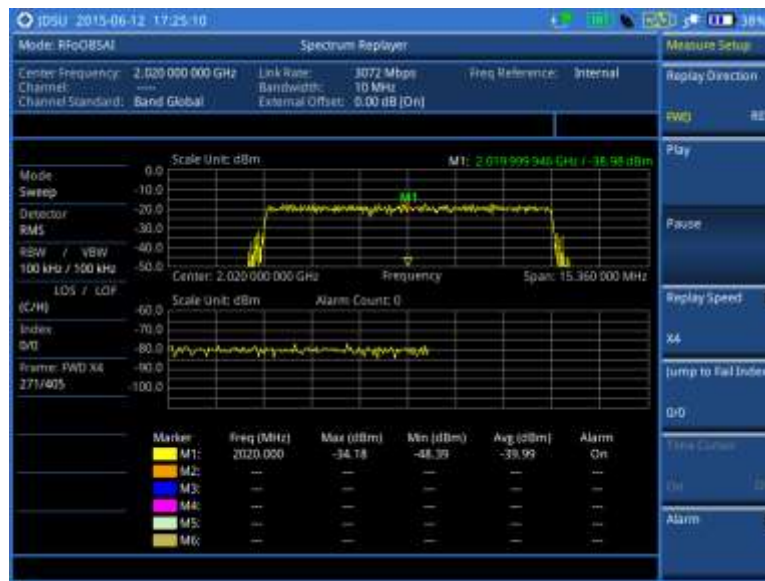 JDSU 2015-06-12 17:25:10
38%
Mode: RFoOBSAI
Spectrum Replayer
Measure Setup
Center Frequency: 2.020 000 000 GHz
Link Rate: 3072 Mbps
Freq Reference: Internal
Channel: ----
Bandwidth: 10 MHz
Channel Standard: Band Global
External Offset: 0.00 dB [On]
Replay Direction
FWD
Play
Pause
Replay Speed
X4
Jump to Fail Index
0/0
Time Cursor
On
Alarm
Mode
Sweep
Detector
RMS
RBW / VBW
100 kHz / 100 kHz
LOS / LOF
(C/H)
Index
0/0
Frame: FWD X4
271/405
Scale Unit: dBm
M1: 2.019 999 946 GHz / -38.98 dBm
0.0
-10.0
-20.0
-30.0
-40.0
-50.0
M1
Center: 2.020 000 000 GHz
Frequency
Span: 15.360 000 MHz
Scale Unit: dBm
Alarm Count: 0
-60.0
-70.0
-80.0
-90.0
-100.0
Marker Freq (MHz) Max (dBm) Min (dBm) Avg (dBm) Alarm
M1: 2020.000 -34.18 -48.39 -39.99 On
M2: --- --- --- --- ---
M3: --- --- --- --- ---
M4: --- --- --- --- ---
M5: --- --- --- --- ---
M6: --- --- --- --- ---